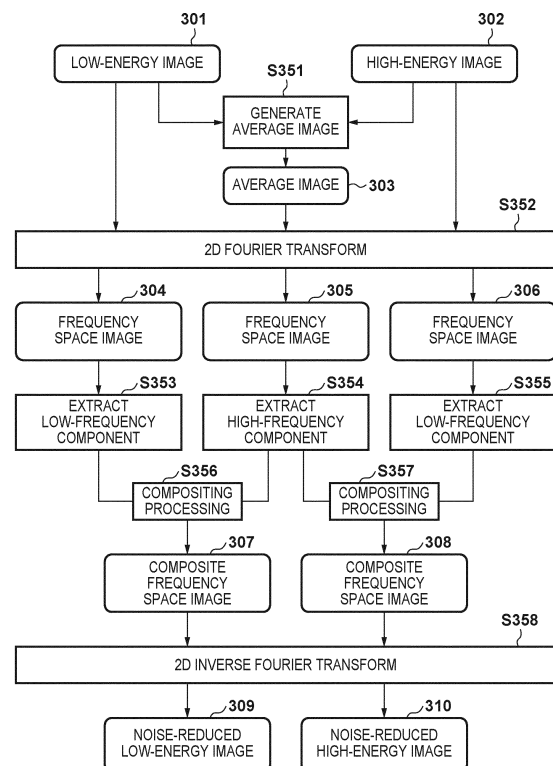 301
302
LOW-ENERGY IMAGE
HIGH-ENERGY IMAGE
S351
GENERATE
AVERAGE IMAGE
AVERAGE IMAGE
303
S352
2D FOURIER TRANSFORM
304
305
306
FREQUENCY
SPACE IMAGE
FREQUENCY
SPACE IMAGE
FREQUENCY
SPACE IMAGE
S353
S354
S355
EXTRACT
LOW-FREQUENCY
COMPONENT
EXTRACT
HIGH-FREQUENCY
COMPONENT
EXTRACT
LOW-FREQUENCY
COMPONENT
S356
S357
COMPOSITING
PROCESSING
COMPOSITING
PROCESSING
307
308
COMPOSITE
FREQUENCY
SPACE IMAGE
COMPOSITE
FREQUENCY
SPACE IMAGE
S358
2D INVERSE FOURIER TRANSFORM
309
310
NOISE-REDUCED
LOW-ENERGY IMAGE
NOISE-REDUCED
HIGH-ENERGY IMAGE